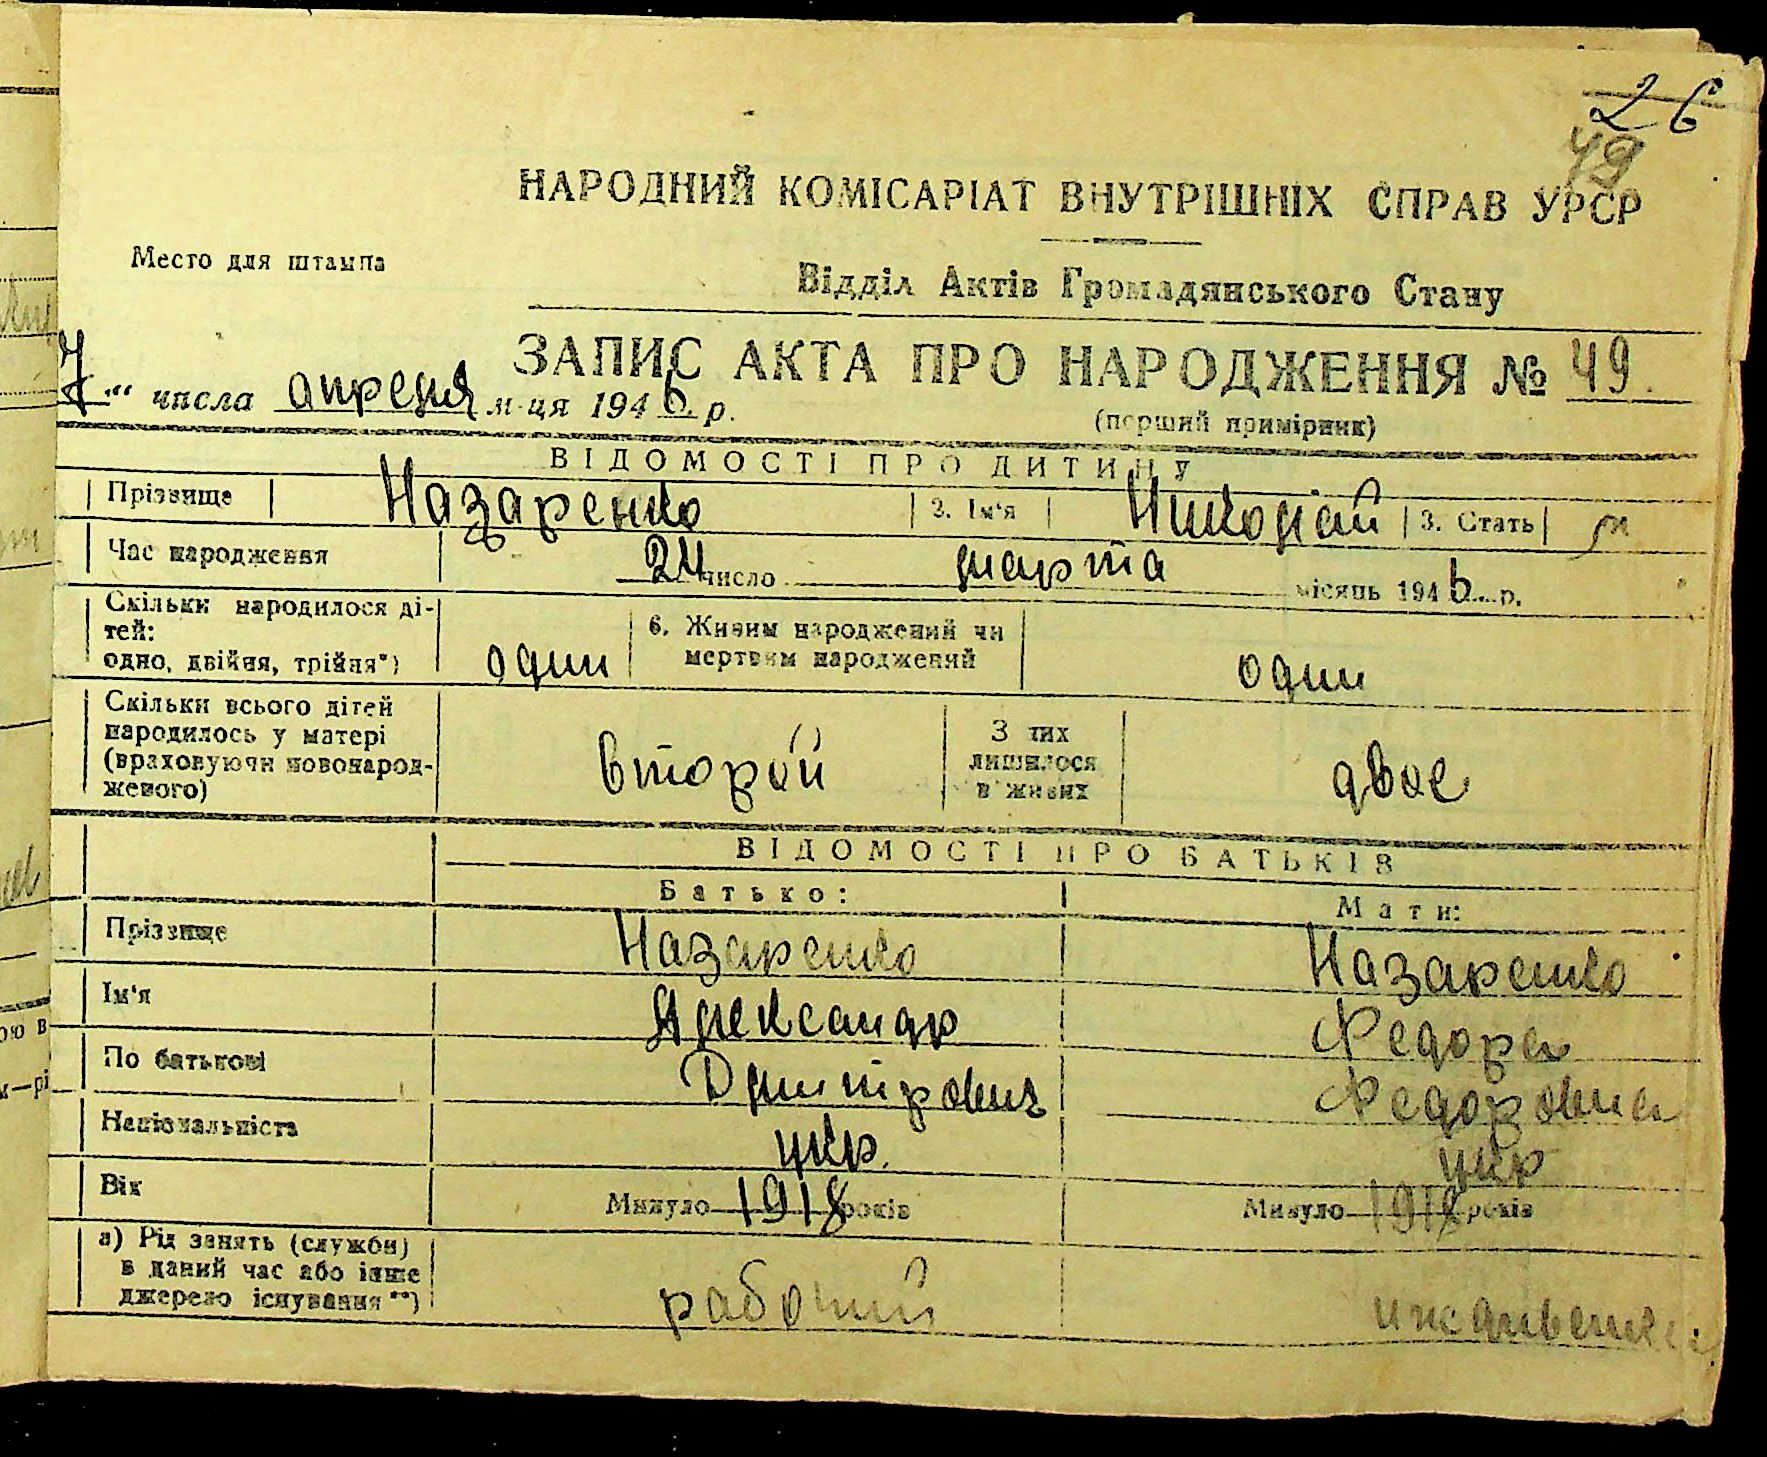 26
49
НАРОДНИЙ КОМІСАРІАТ ВНУТРІШНІХ СПРАВ УРСР
Место для штампа
Відділ Актів Громадянського Стану
ЗАПИС АКТА ПРО НАРОДЖЕННЯ № 49
7 " числа апреля м-ця 1946 р.
(перший примірник)
ВІДОМОСТІ ПРО ДИТИНУ
Прізвище Назаренко 2. Ім'я Николай 3. Стать м
Час народження 24 число марта місяць 1946 р.
Скільки народилося ді-
тей:
одно, двійня, трійня*) один
6. Живим народжений чи
мертвим народжений один
Скільки всього дітей
народилось у матері
(враховуючи новонарод-
женого) второй
З них
лишилося
в живих двое
ВІДОМОСТІ ПРО БАТЬКІВ
Батько: Мати:
Прізвище Назаренко Назаренко
Ім'я Александр Федора
По батькові Дмитрович Федоровна
Національність укр. укр
Вік Минуло 1918 років Минуло 1918 років
а) Рід занять (служби)
в даний час або інше
джерело існування**) рабочий иждивенка